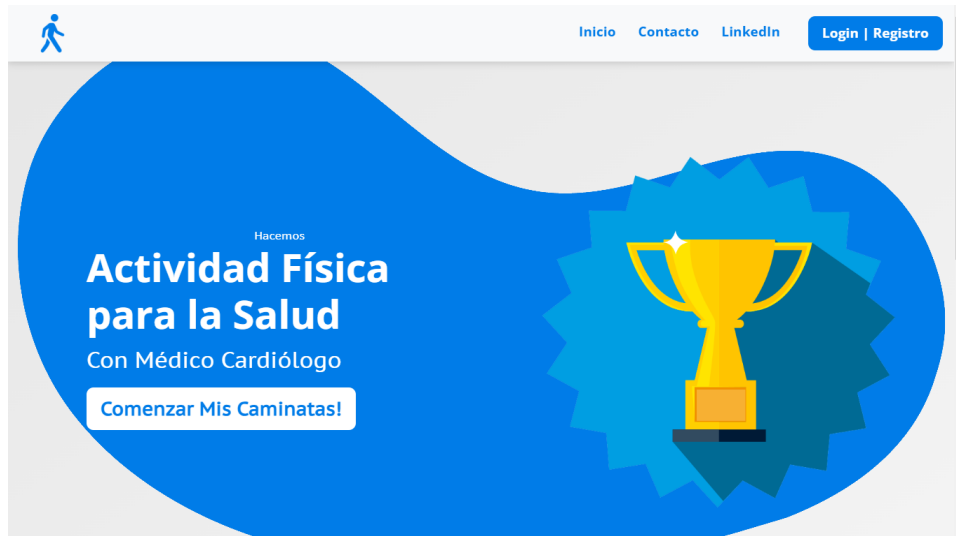 Inicio Contacto LinkedIn Login | Registro
Hacemos
Actividad Física
para la Salud
Con Médico Cardiólogo
Comenzar Mis Caminatas!